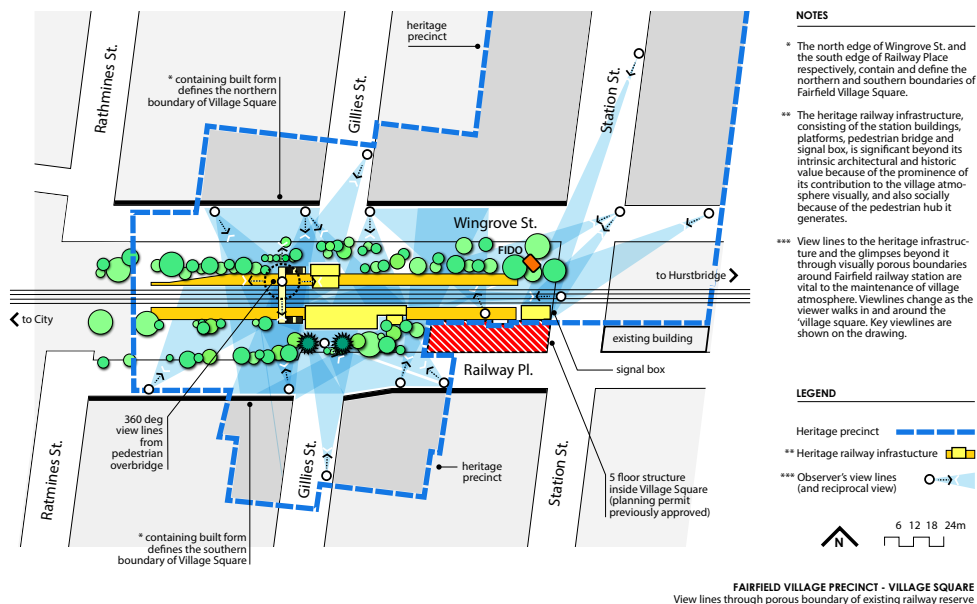 Rathmines St.
heritage
precinct
* containing built form
defines the northern
boundary of Village Square
Gillies St.
Station St.
Wingrove St.
FIDO
to Hurstbridge
to City
existing building
signal box
Railway Pl.
360 deg
view lines
from
pedestrian
overbridge
Ratmines St.
Gillies St.
heritage
precinct
Station St.
5 floor structure
inside Village Square
(planning permit
previously approved)
* containing built form
defines the southern
boundary of Village Square
NOTES
* The north edge of Wingrove St. and
the south edge of Railway Place
respectively, contain and define the
northern and southern boundaries of
Fairfield Village Square.
** The heritage railway infrastructure,
consisting of the station buildings,
platforms, pedestrian bridge and
signal box, is significant beyond its
intrinsic architectural and historic
value because of the prominence of
its contribution to the village atmo-
sphere visually, and also socially
because of the pedestrian hub it
generates.
*** View lines to the heritage infrastruc-
ture and the glimpses beyond it
through visually porous boundaries
around Fairfield railway station are
vital to the maintenance of village
atmosphere. Viewlines change as the
viewer walks in and around the
'village square. Key viewlines are
shown on the drawing.
LEGEND
Heritage precinct
** Heritage railway infrastructure
*** Observer's view lines
(and reciprocal view)
N
6 12 18 24m
FAIRFIELD VILLAGE PRECINCT - VILLAGE SQUARE
View lines through porous boundary of existing railway reserve